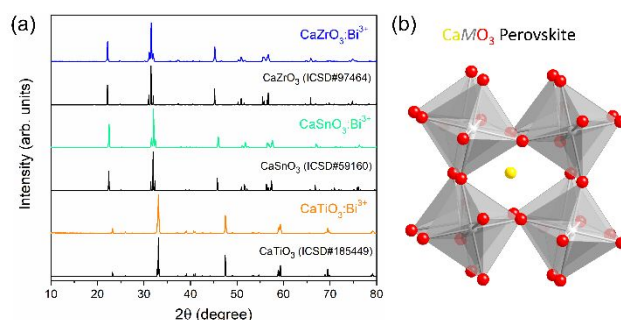 (a)
CaZrO3:Bi3+
CaZrO3 (ICSD#97464)
CaSnO3:Bi3+
CaSnO3 (ICSD#59160)
CaTiO3:Bi3+
CaTiO3 (ICSD#185449)
Intensity (arb. units)
10 20 30 40 50 60 70 80
2θ (degree)
(b)
CaMO3 Perovskite